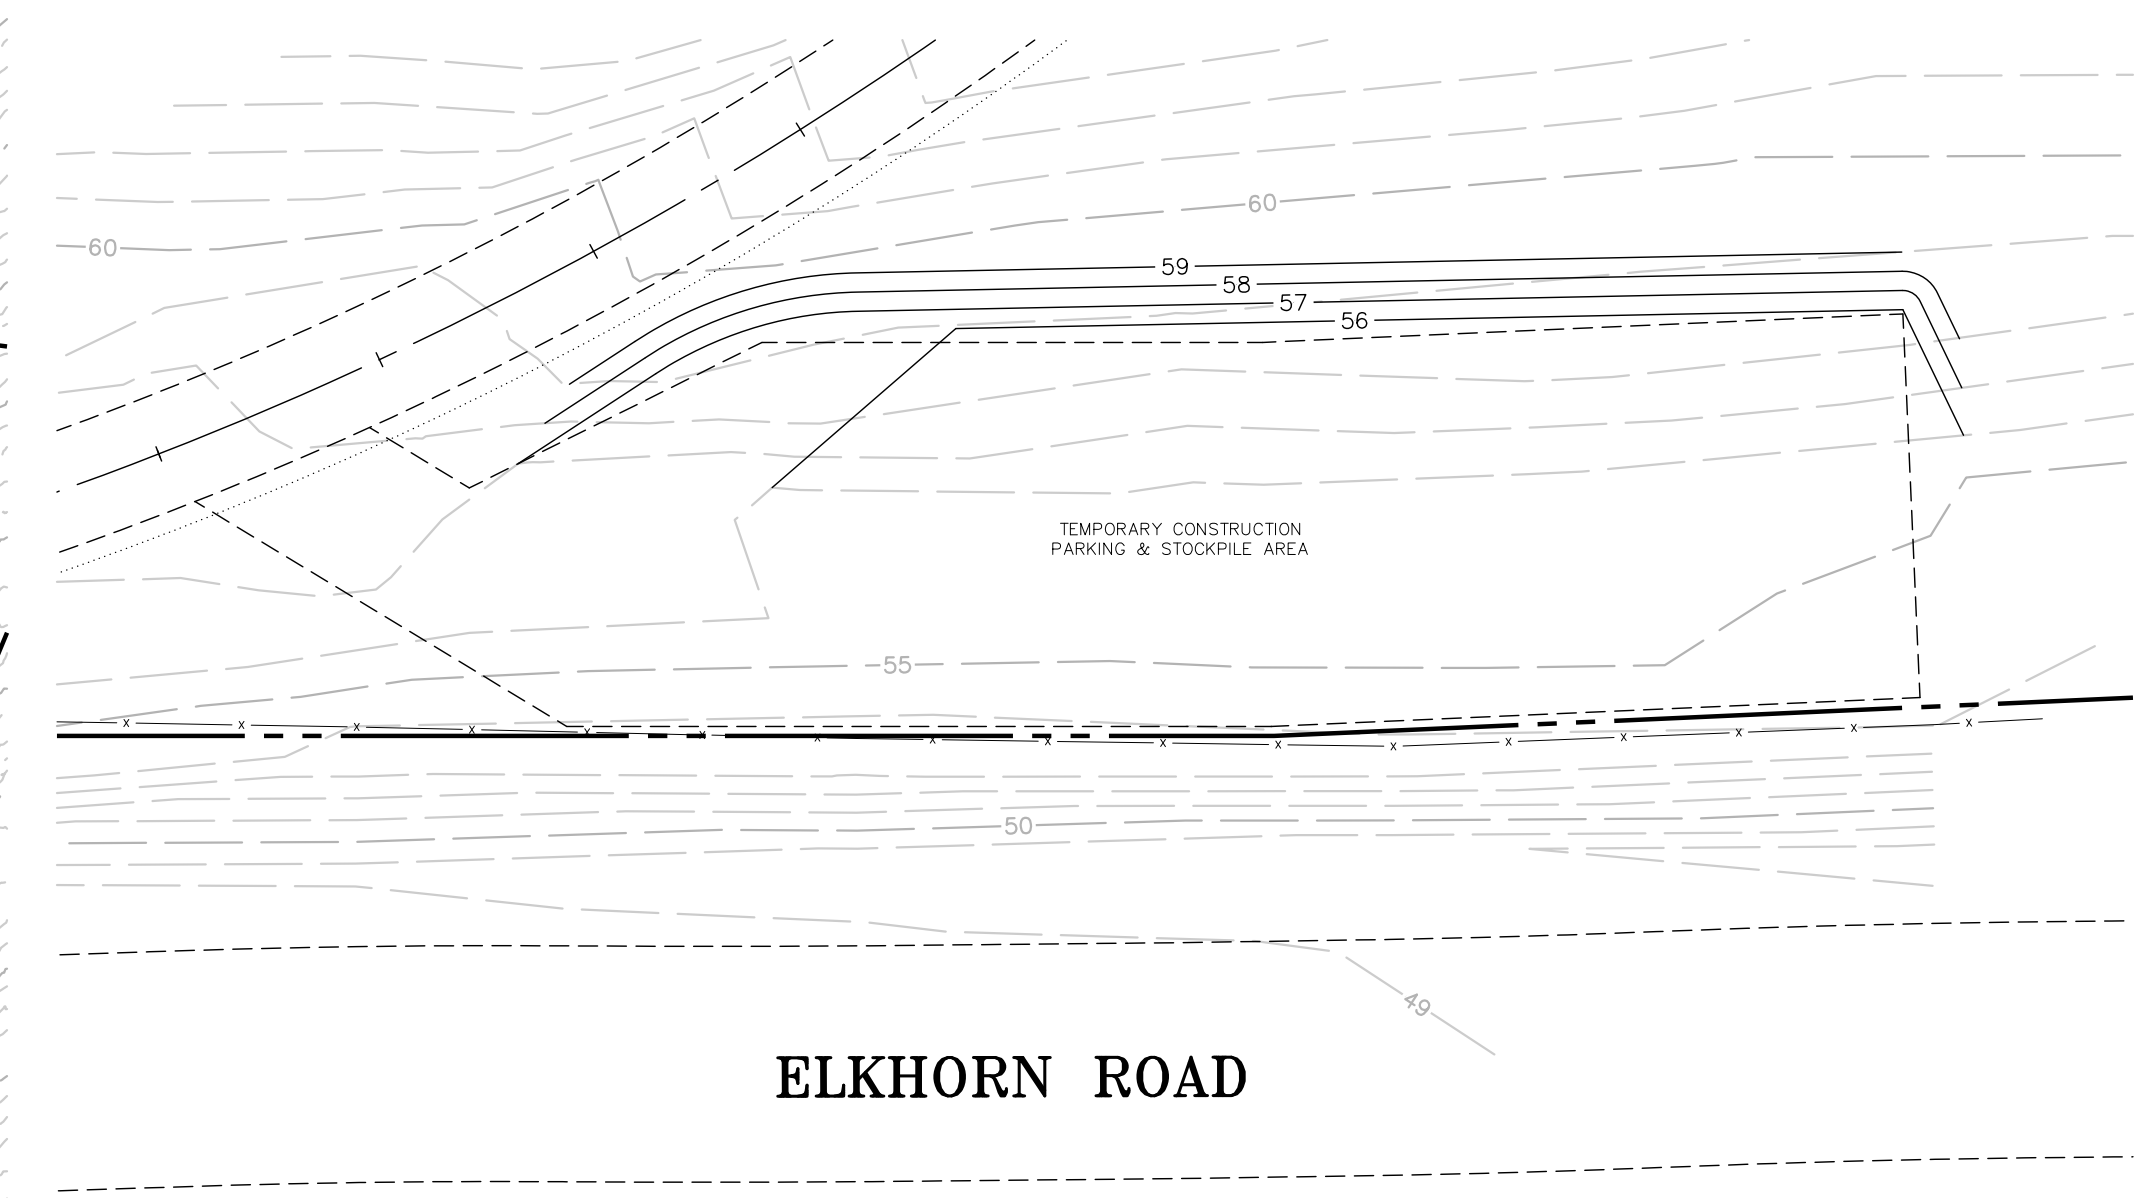 60
60
59
58
57
56
TEMPORARY CONSTRUCTION
PARKING & STOCKPILE AREA
55
x x x x x x x x x x x x x x x x x
50
49
ELKHORN ROAD